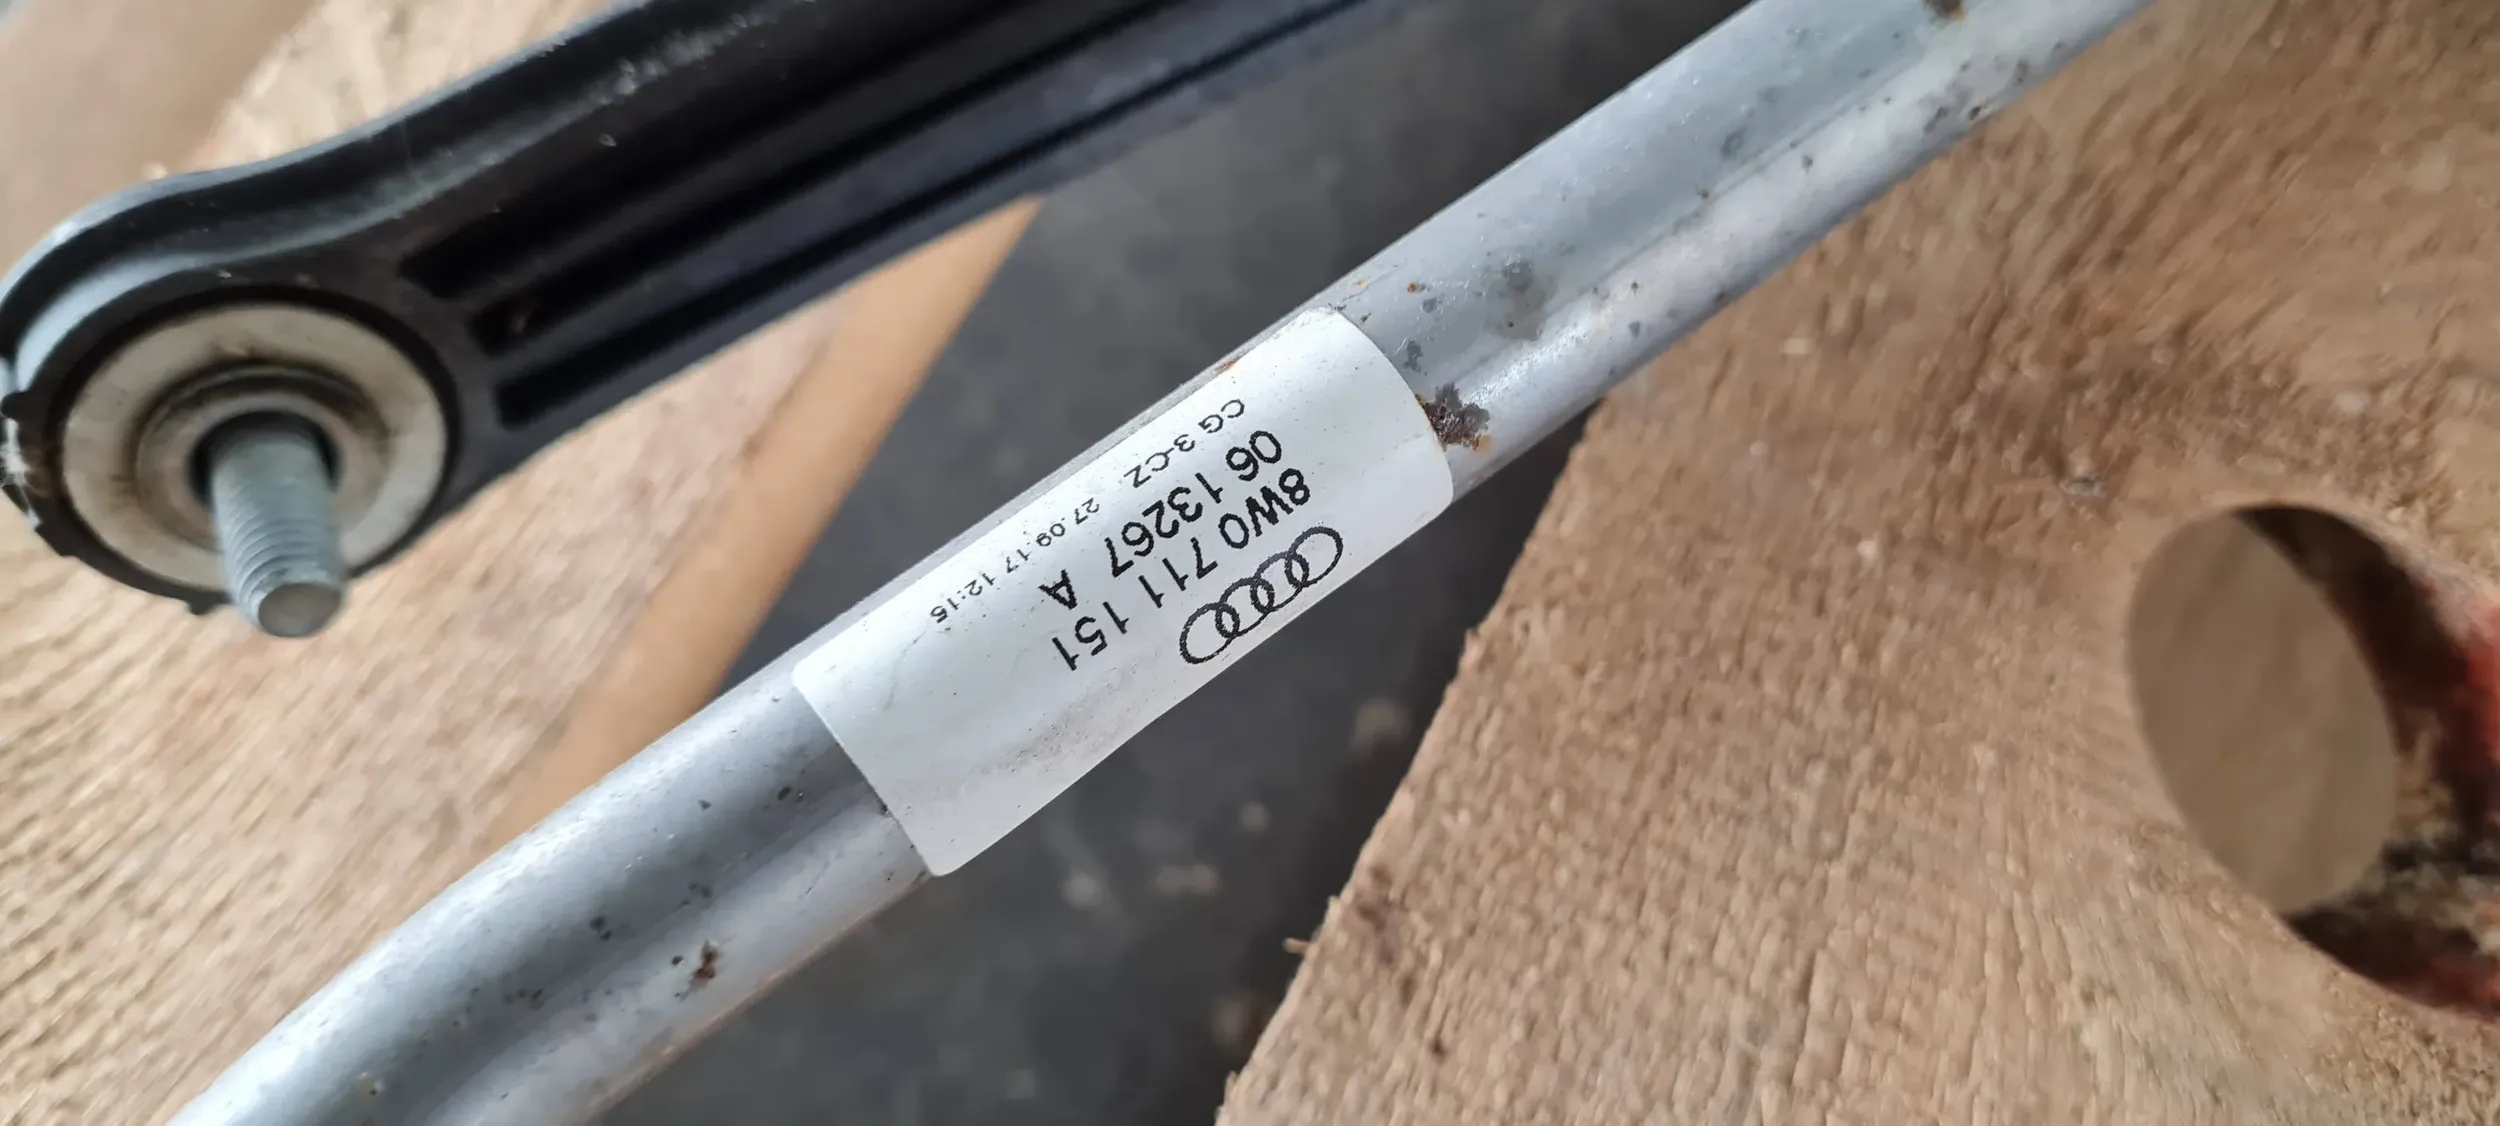 8W0 711 151
06 13267 A
CG 3-CZ. 27.09.17 12:15